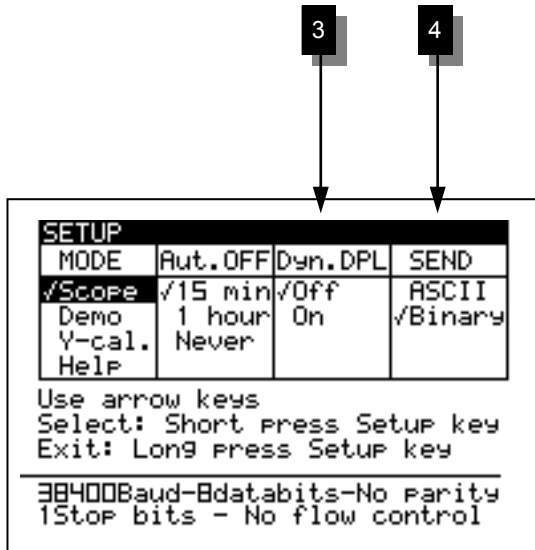 3 4
SETUP
MODE Aut.OFF Dyn.DPL SEND
√Scope √15 min √Off ASCII
Demo 1 hour On √Binary
Y-cal. Never
Help
Use arrow keys
Select: Short press Setup key
Exit: Long press Setup key
38400Baud-8databits-No parity
1Stop bits - No flow control